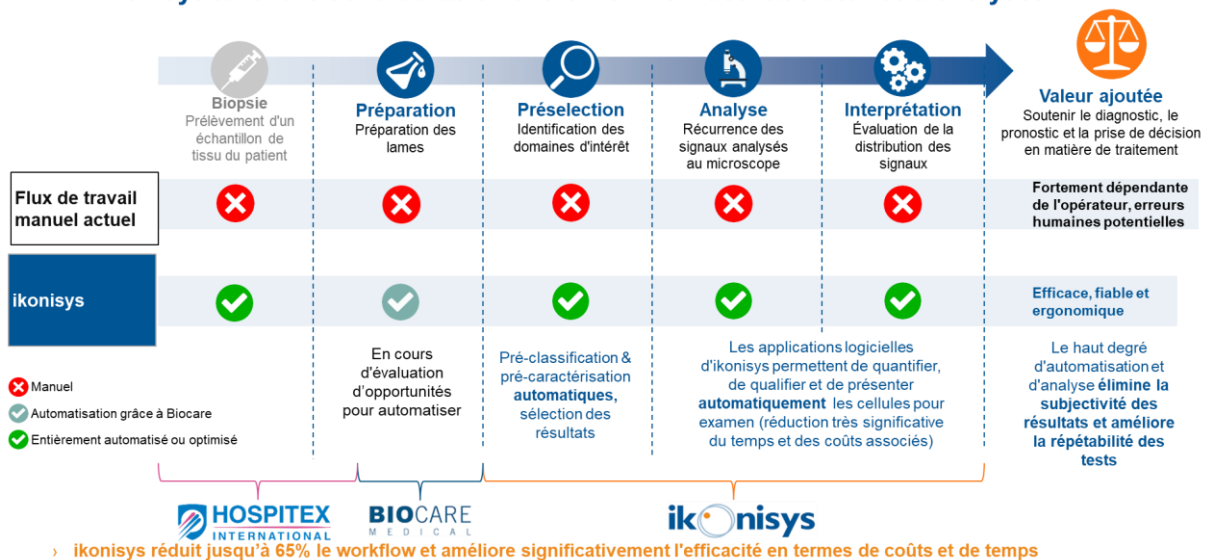 Biopsie
Prélèvement d'un
échantillon de
tissu du patient
Préparation
Préparation des
lames
Préselection
Identification des
domaines d'intérêt
Analyse
Récurrence des
signaux analysés
au microscope
Interprétation
Évaluation de la
distribution des
signaux
Valeur ajoutée
Soutenir le diagnostic, le
pronostic et la prise de décision
en matière de traitement
Flux de travail
manuel actuel
Fortement dépendante
de l'opérateur, erreurs
humaines potentielles
ikonisys
Efficace, fiable et
ergonomique
En cours
d'évaluation
d’opportunités
pour automatiser
Pré-classification &
pré-caractérisation
automatiques,
sélection des
résultats
Les applications logicielles
d'ikonisys permettent de quantifier,
de qualifier et de présenter
automatiquement les cellules pour
examen (réduction très significative
du temps et des coûts associés)
Le haut degré
d'automatisation et
d'analyse élimine la
subjectivité des
résultats et améliore
la répétabilité des
tests
Manuel
Automatisation grâce à Biocare
Entièrement automatisé ou optimisé
HOSPITEX
INTERNATIONAL
BIOCARE
MEDICAL
ikonisys
› ikonisys réduit jusqu’à 65% le workflow et améliore significativement l'efficacité en termes de coûts et de temps